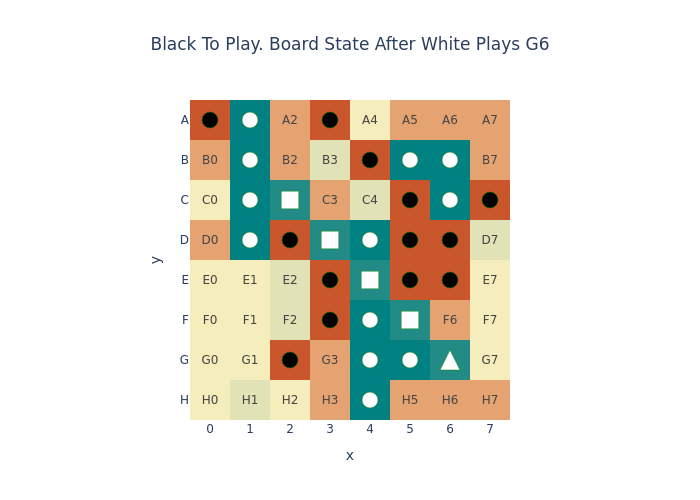 Black To Play. Board State After White Plays G6
A A2 A4 A5 A6 A7
B B0 B2 B3 B7
C C0 C3 C4
D D0 D7
E E0 E1 E2 E7
F F0 F1 F2 F6 F7
G G0 G1 G3 G7
H H0 H1 H2 H3 H5 H6 H7
0 1 2 3 4 5 6 7
x
y